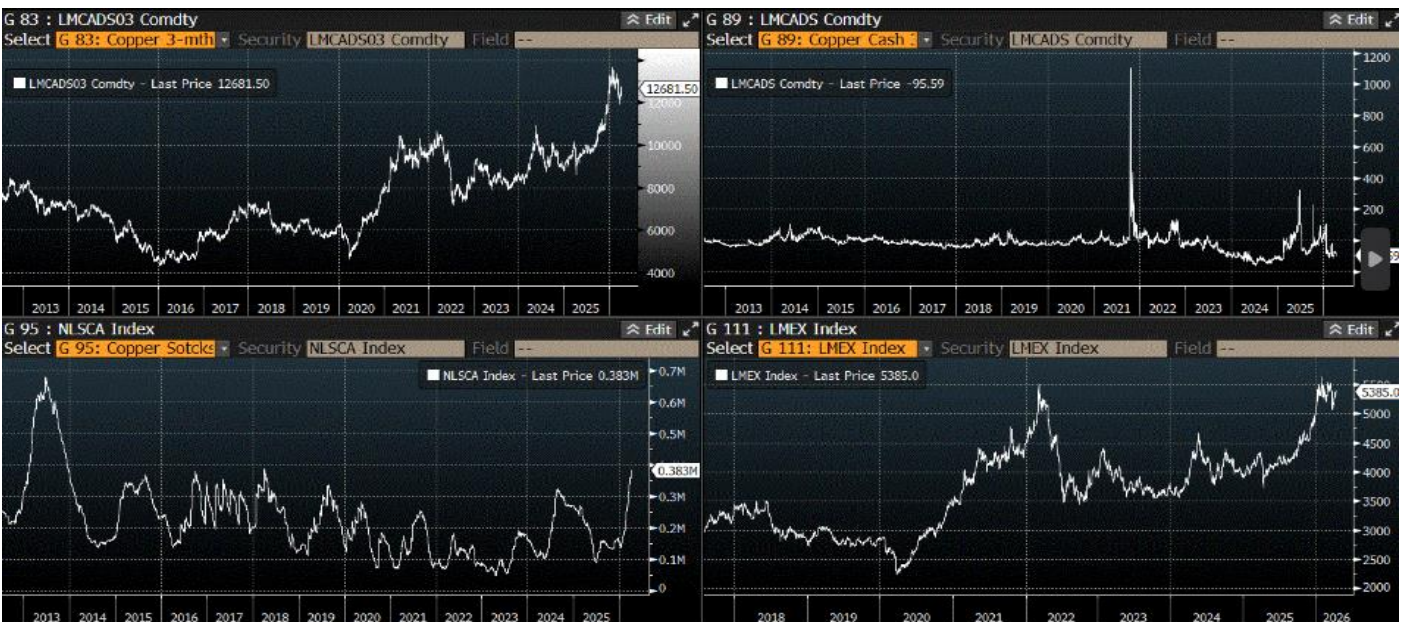 G 83 : LMCADS03 Comdty
Edit
Select G 83: Copper 3-mth Security LMCADS03 Comdty Field --
LMCADS03 Comdty - Last Price 12681.50
12681.50
12000
10000
8000
6000
4000
2013 2014 2015 2016 2017 2018 2019 2020 2021 2022 2023 2024 2025
G 89 : LMCADS Comdty
Edit
Select G 89: Copper Cash Security LMCADS Comdty Field --
LMCADS Comdty - Last Price -95.59
1200
1000
800
600
400
200
2013 2014 2015 2016 2017 2018 2019 2020 2021 2022 2023 2024 2025
G 95 : NLSCA Index
Edit
Select G 95: Copper Sotcks Security NLSCA Index Field --
NLSCA Index - Last Price 0.383M
0.7M
0.6M
0.5M
0.383M
0.3M
0.2M
0.1M
0
2013 2014 2015 2016 2017 2018 2019 2020 2021 2022 2023 2024 2025
G 111 : LMEX Index
Edit
Select G 111: LMEX Index Security LMEX Index Field --
LMEX Index - Last Price 5385.0
5385.0
5000
4500
4000
3500
3000
2500
2000
2018 2019 2020 2021 2022 2023 2024 2025 2026